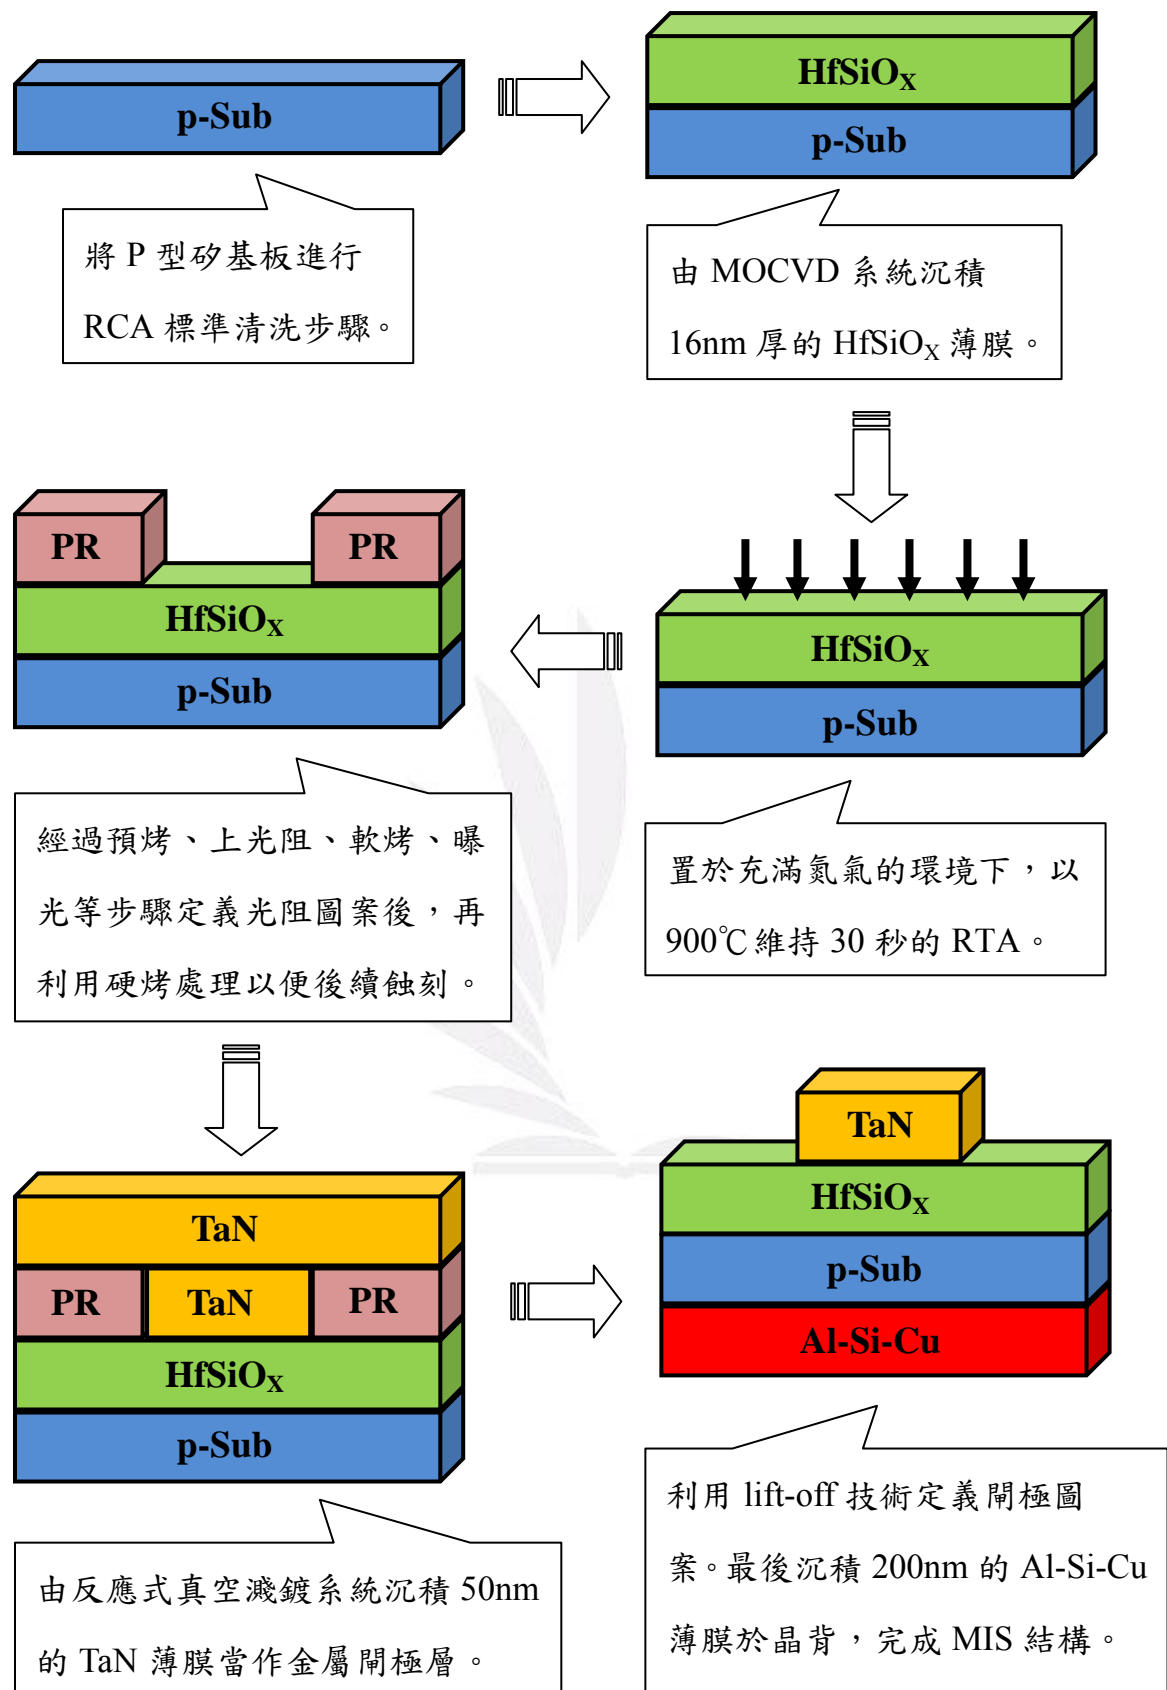 p-Sub
將 P 型矽基板進行
RCA 標準清洗步驟。
HfSiOX
p-Sub
由 MOCVD 系統沉積
16nm 厚的 HfSiOX 薄膜。
HfSiOX
p-Sub
置於充滿氮氣的環境下，以
900℃維持 30 秒的 RTA。
PR
PR
HfSiOX
p-Sub
經過預烤、上光阻、軟烤、曝
光等步驟定義光阻圖案後，再
利用硬烤處理以便後續蝕刻。
TaN
PR
TaN
PR
HfSiOX
p-Sub
由反應式真空濺鍍系統沉積 50nm
的 TaN 薄膜當作金屬閘極層。
TaN
HfSiOX
p-Sub
Al-Si-Cu
利用 lift-off 技術定義閘極圖
案。最後沉積 200nm 的 Al-Si-Cu
薄膜於晶背，完成 MIS 結構。